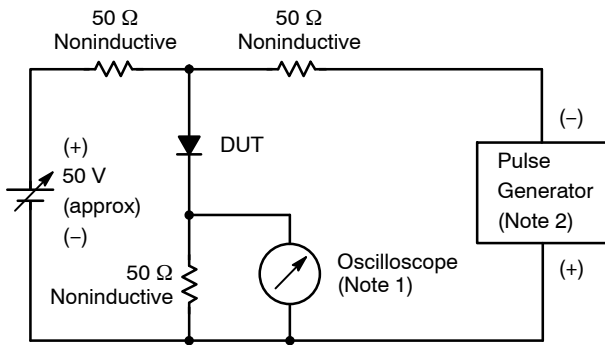 50 Ω
Noninductive
50 Ω
Noninductive
(+)
50 V
(approx)
(−)
DUT
(−)
Pulse
Generator
(Note 2)
(+)
50 Ω
Noninductive
Oscilloscope
(Note 1)